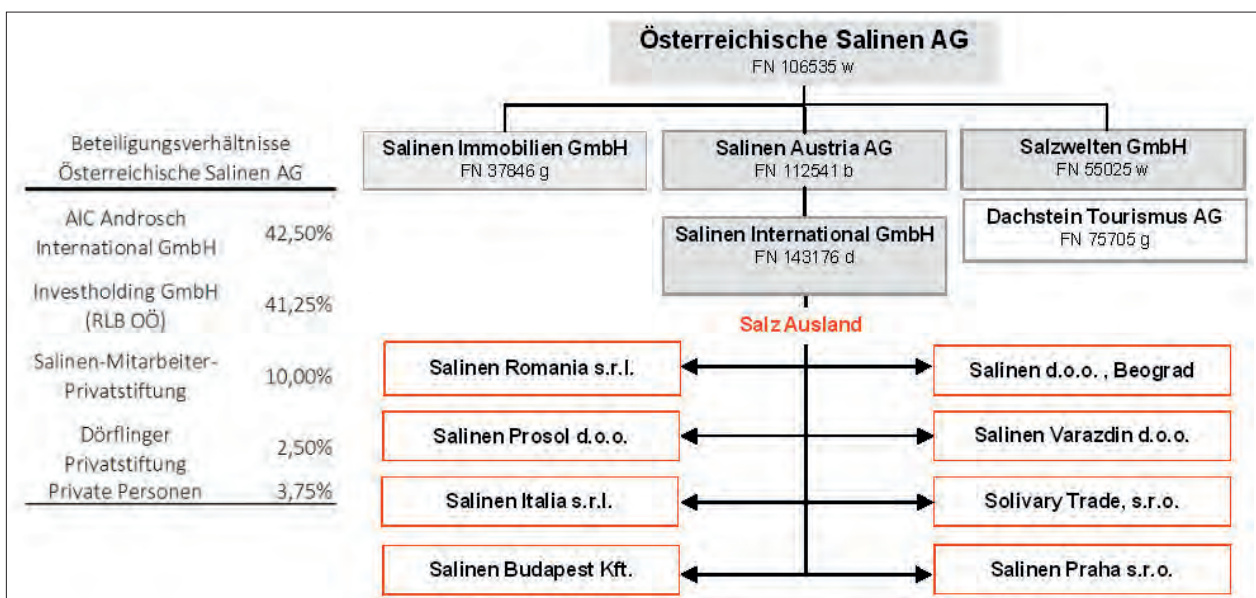 Österreichische Salinen AG
FN 106535 w
Beteiligungsverhältnisse
Österreichische Salinen AG
AIC Androsch
International GmbH
42,50%
Investholding GmbH
(RLB OÖ)
41,25%
Salinen-Mitarbeiter-
Privatstiftung
10,00%
Dörflinger
Privatstiftung
2,50%
Private Personen
3,75%
Salinen Immobilien GmbH
FN 37846 g
Salinen Austria AG
FN 112541 b
Salzwelten GmbH
FN 55025 w
Salinen International GmbH
FN 143176 d
Dachstein Tourismus AG
FN 75705 g
Salz Ausland
Salinen Romania s.r.l.
Salinen d.o.o. , Beograd
Salinen Prosol d.o.o.
Salinen Varazdin d.o.o.
Salinen Italia s.r.l.
Solivary Trade, s.r.o.
Salinen Budapest Kft.
Salinen Praha s.r.o.